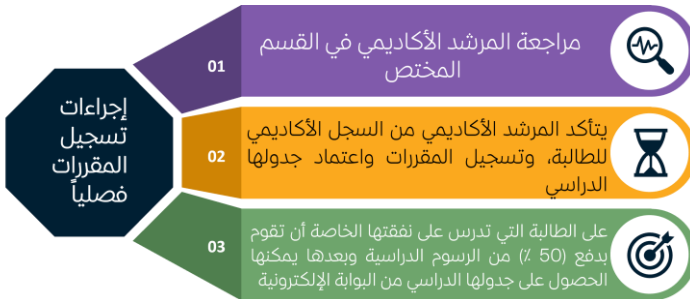 إجراءات
تسجيل
المقررات
فصلياً
01
مراجعة المرشد الأكاديمي في القسم
المختص
02
يتأكد المرشد الأكاديمي من السجل الأكاديمي
للطالبة، وتسجيل المقررات واعتماد جدولها
الدراسي
03
على الطالبة التي تدرس على نفقتها الخاصة أن تقوم
بدفع (50 ٪) من الرسوم الدراسية وبعدها يمكنها
الحصول على جدولها الدراسي من البوابة الإلكترونية